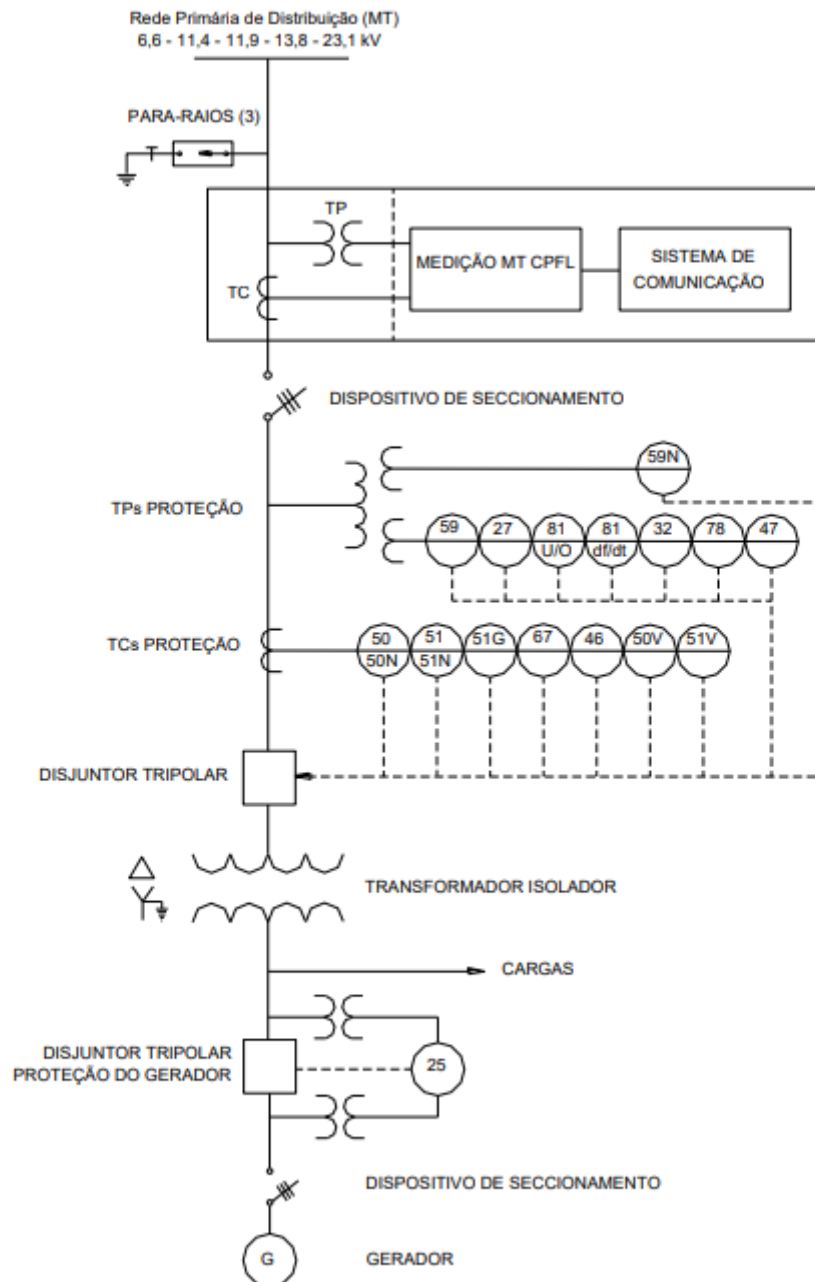 Rede Primária de Distribuição (MT)
6,6 - 11,4 - 11,9 - 13,8 - 23,1 kV
PARA-RAIOS (3)
TP
TC
MEDIÇÃO MT CPFL
SISTEMA DE
COMUNICAÇÃO
DISPOSITIVO DE SECCIONAMENTO
59N
TPs PROTEÇÃO
59 27 81 81 32 78 47
U/O df/dt
TCs PROTEÇÃO
50 51 51G 67 46 50V 51V
50N 51N
DISJUNTOR TRIPOLAR
TRANSFORMADOR ISOLADOR
CARGAS
DISJUNTOR TRIPOLAR
PROTEÇÃO DO GERADOR
25
DISPOSITIVO DE SECCIONAMENTO
G
GERADOR